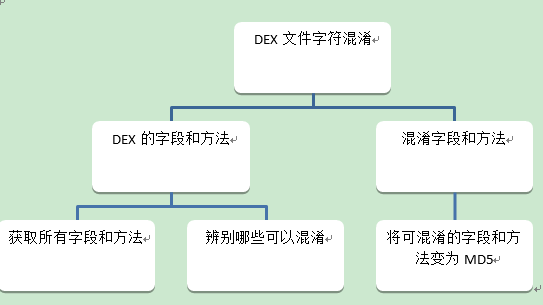 DEX 文件字符混淆
DEX 的字段和方法
混淆字段和方法
获取所有字段和方法
辨别哪些可以混淆
将可混淆的字段和方
法变为 MD5